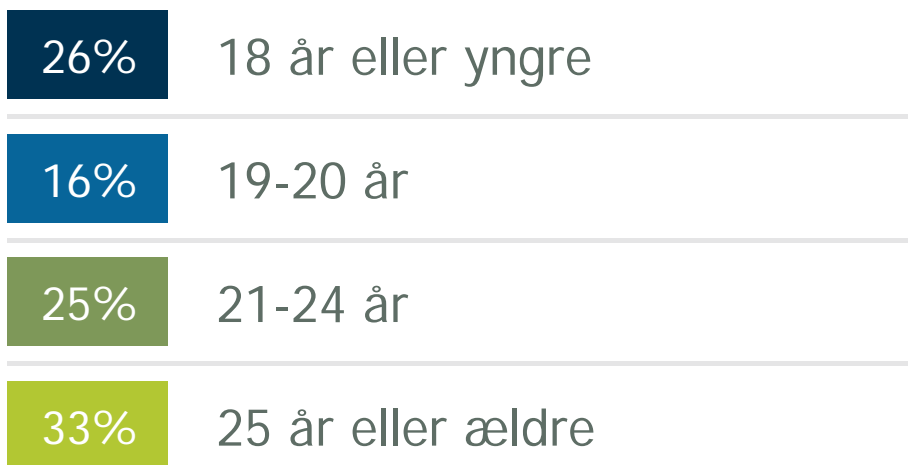 26% 18 år eller yngre
16% 19-20 år
25% 21-24 år
33% 25 år eller ældre